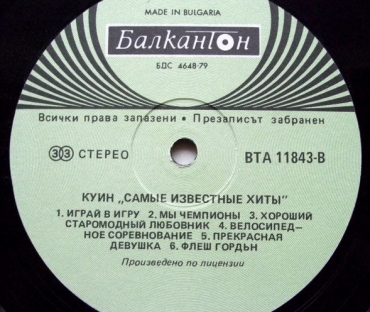 MADE IN BULGARIA
Балкантон
БДС 4648-79
Всички права запазени • Презаписът забранен
33 СТЕРЕО ВТА 11843-В
КУИН „САМЫЕ ИЗВЕСТНЫЕ ХИТЫ"
1. ИГРАЙ В ИГРУ 2. МЫ ЧЕМПИОНЫ 3. ХОРОШИЙ
СТАРОМОДНЫЙ ЛЮБОВНИК 4. ВЕЛОСИПЕД-
НОЕ СОРЕВНОВАНИЕ 5. ПРЕКРАСНАЯ
ДЕВУШКА 6. ФЛЕШ ГОРДЬН
Произведено по лицензии